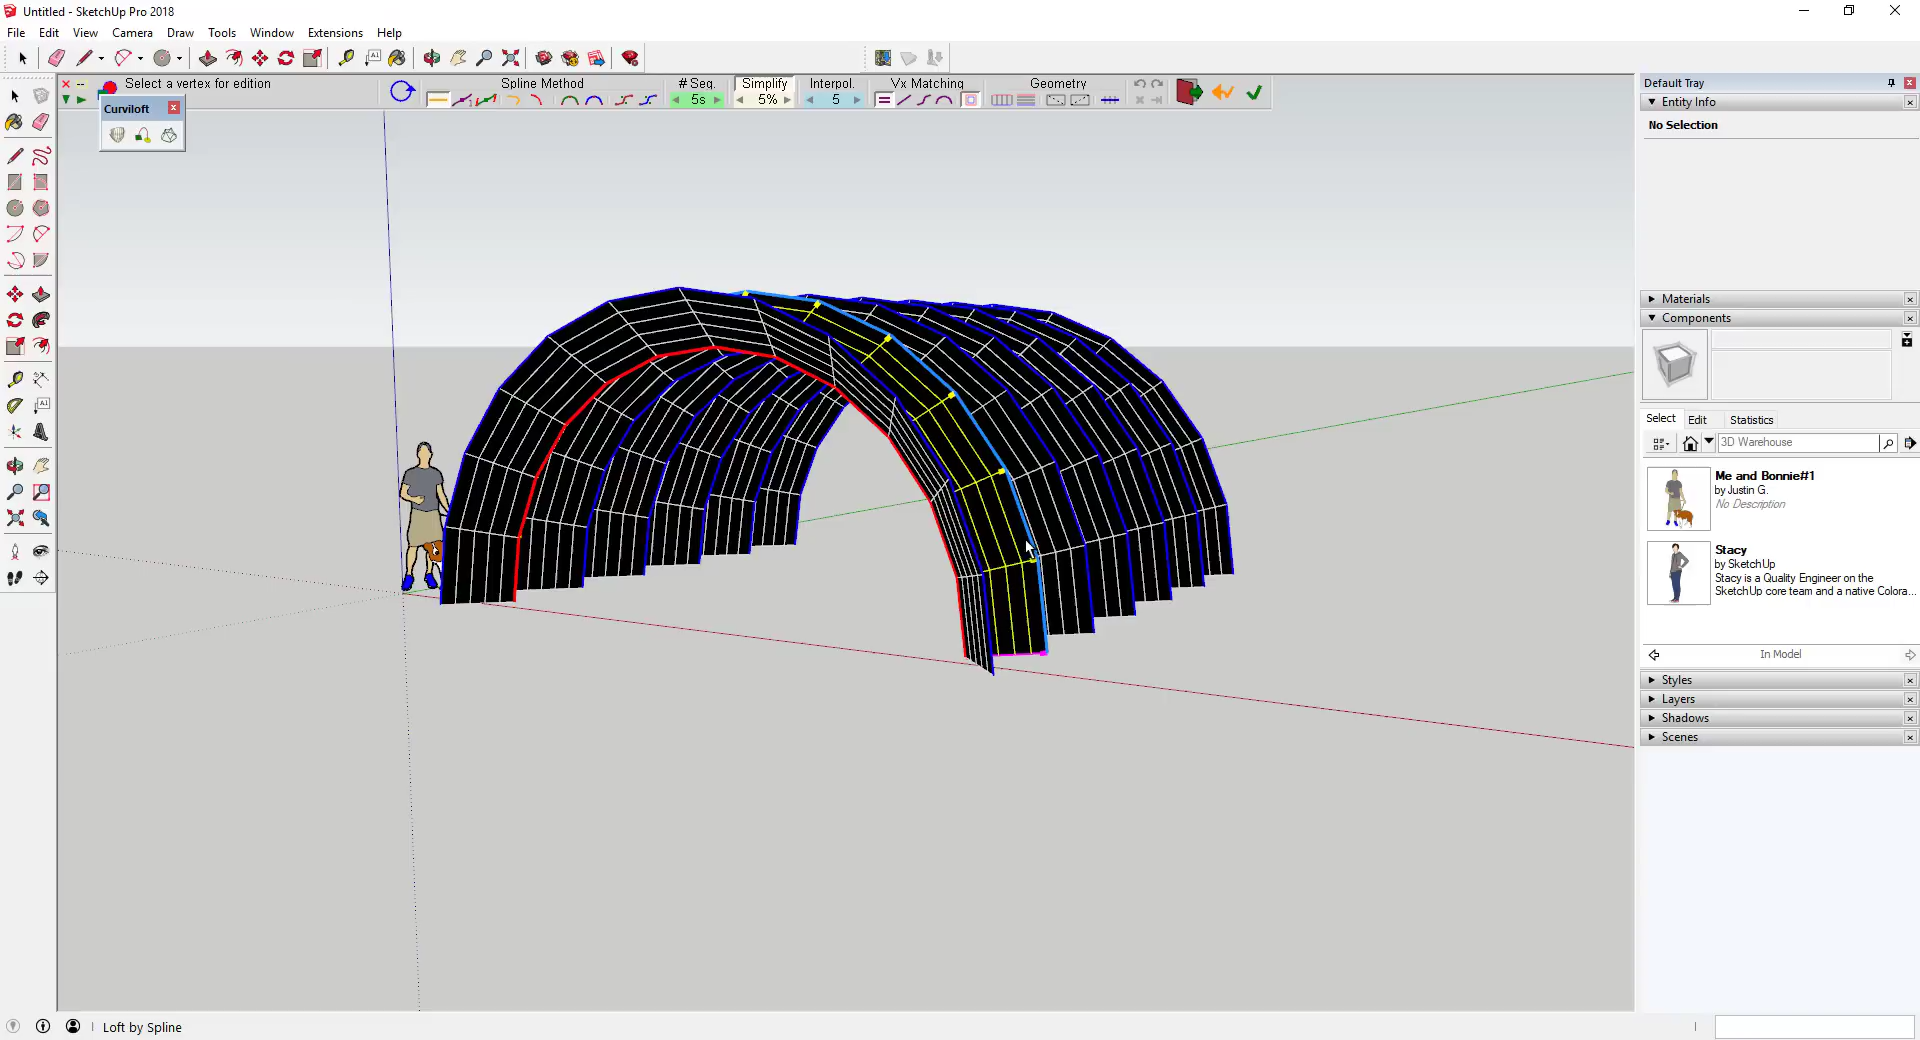 Untitled - SketchUp Pro 2018
File Edit View Camera Draw Tools Window Extensions Help
Select a vertex for edition
Spline Method
# Seg.
5s
Simplify
5%
Interpol.
5
Vx Matching
Geometry
Curviloft
Default Tray
Entity Info
No Selection
Materials
Components
Select Edit Statistics
3D Warehouse
Me and Bonnie#1
by Justin G.
No Description
Stacy
by SketchUp
Stacy is a Quality Engineer on the
SketchUp core team and a native Colora...
In Model
Styles
Layers
Shadows
Scenes
Loft by Spline